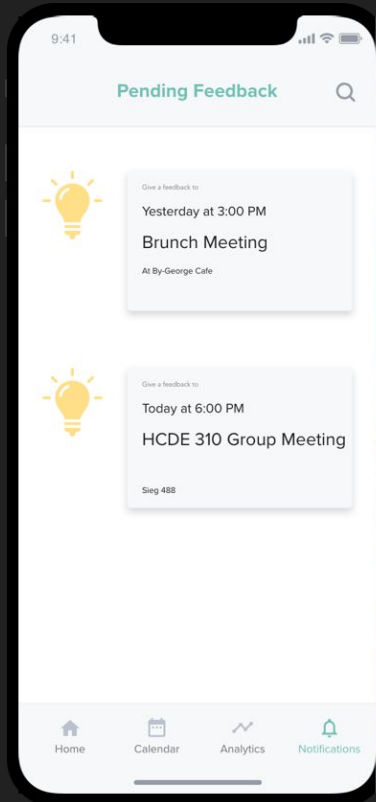 9:41
Pending Feedback
Give a feedback to
Yesterday at 3:00 PM
Brunch Meeting
At By-George Cafe
Give a feedback to
Today at 6:00 PM
HCDE 310 Group Meeting
Sieg 488
Home
Calendar
Analytics
Notifications